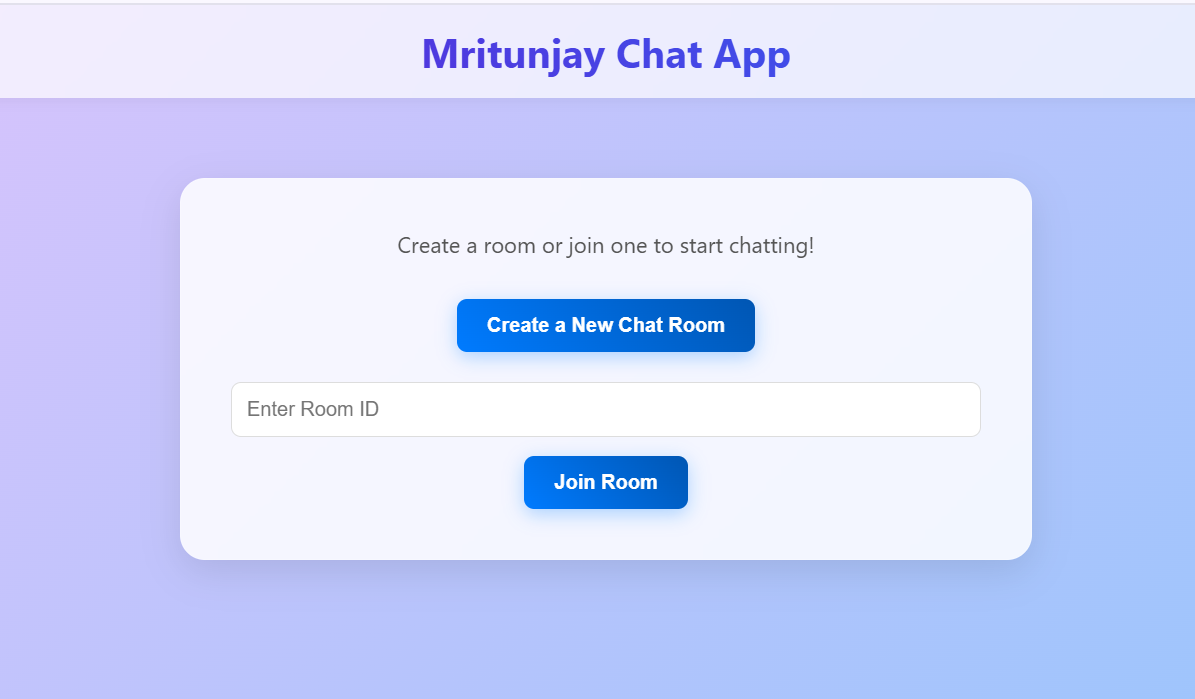 Mritunjay Chat App
Create a room or join one to start chatting!
Create a New Chat Room
Enter Room ID
Join Room